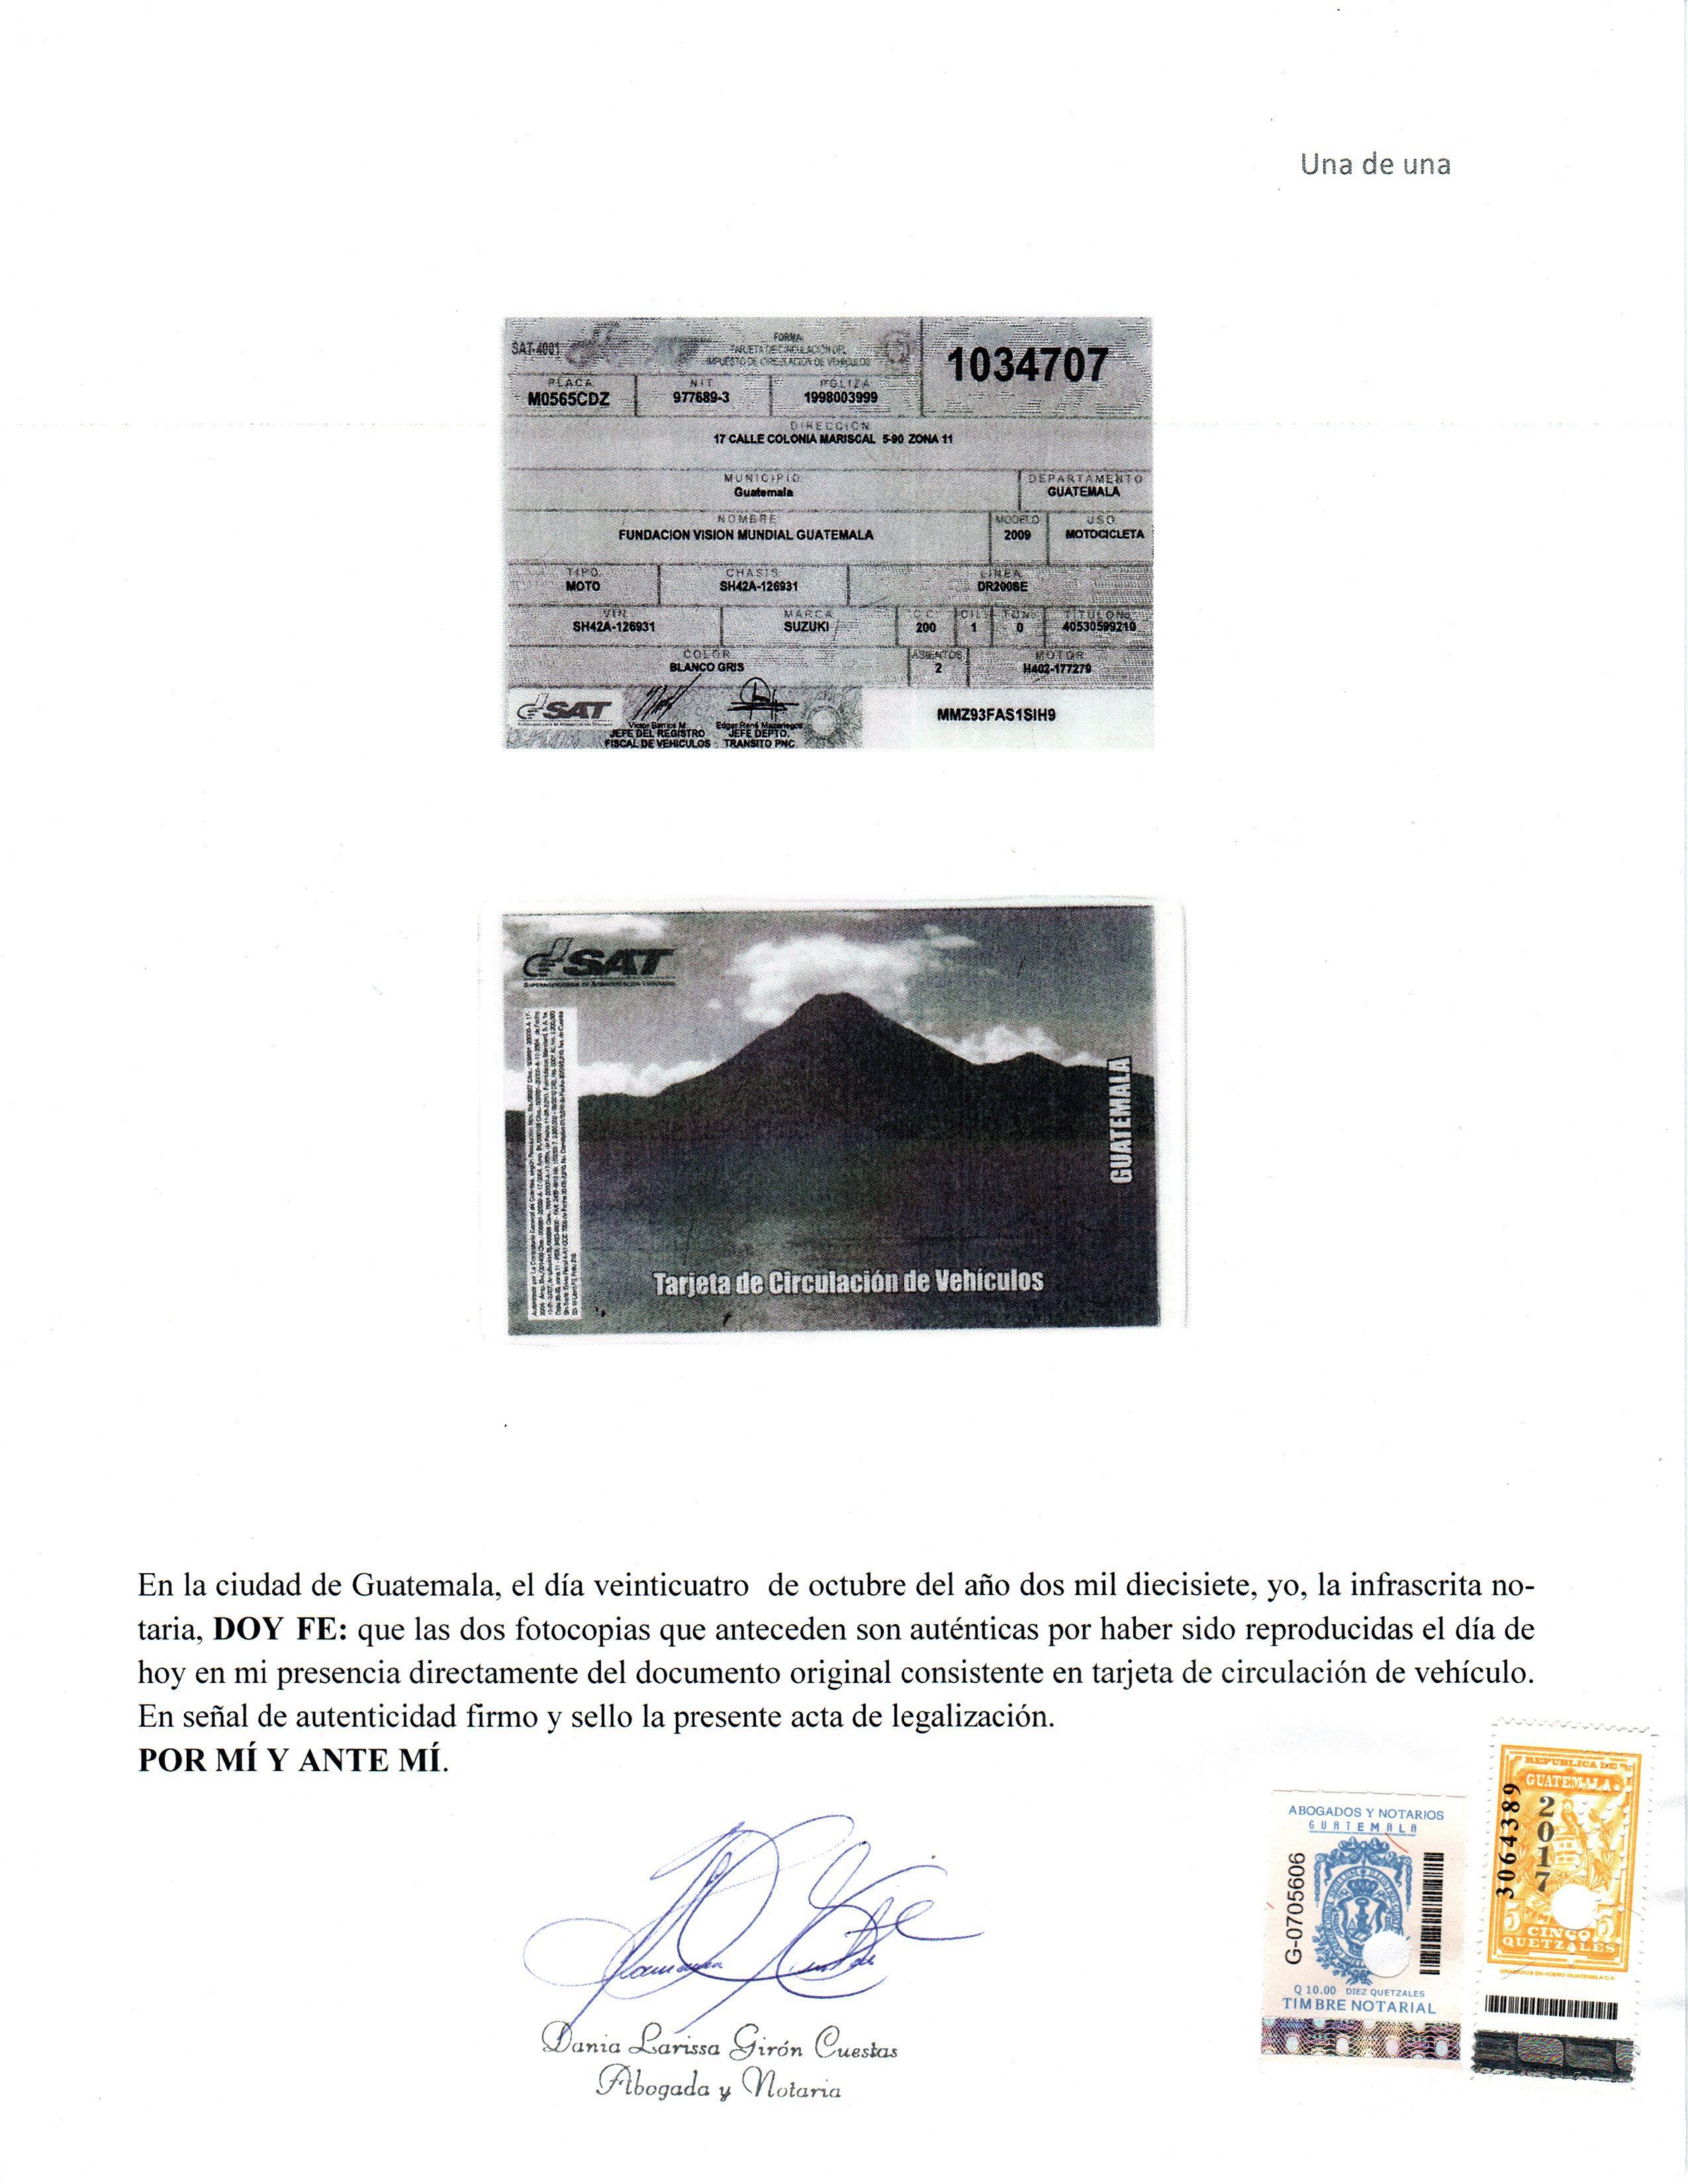 Una de una
SAT-4001
FORMA
TARJETA DE CIRCULACION DEL
IMPUESTO DE CIRCULACION DE VEHICULOS
1034707
PLACA NIT POLIZA
M0565CDZ 977689-3 1998003999
DIRECCION
17 CALLE COLONIA MARISCAL 5-90 ZONA 11
MUNICIPIO DEPARTAMENTO
Guatemala GUATEMALA
NOMBRE MODELO USO
FUNDACION VISION MUNDIAL GUATEMALA 2009 MOTOCICLETA
TIPO CHASIS LINEA
MOTO SH42A-126931 DR200SE
VIN MARCA C.C. CIL TON TITULO No.
SH42A-126931 SUZUKI 200 1 0 40530599210
COLOR ASIENTOS MOTOR
BLANCO GRIS 2 H402-177279
SAT
Victor Barrios M. Edgar René Mazariegos
JEFE DEL REGISTRO JEFE DEPTO.
FISCAL DE VEHICULOS TRANSITO PNC
MMZ93FAS1SIH9
SAT
SUPERINTENDENCIA DE ADMINISTRACION TRIBUTARIA
GUATEMALA
Tarjeta de Circulación de Vehículos
En la ciudad de Guatemala, el día veinticuatro de octubre del año dos mil diecisiete, yo, la infrascrita no-
taria, DOY FE: que las dos fotocopias que anteceden son auténticas por haber sido reproducidas el día de
hoy en mi presencia directamente del documento original consistente en tarjeta de circulación de vehículo.
En señal de autenticidad firmo y sello la presente acta de legalización.
POR MÍ Y ANTE MÍ.
Dania Larissa Girón Cuestas
Abogada y Notaria
ABOGADOS Y NOTARIOS
GUATEMALA
G-0705606
Q 10.00 DIEZ QUETZALES
TIMBRE NOTARIAL
REPUBLICA DE
GUATEMALA
3064389
2017
5 5
CINCO
QUETZALES